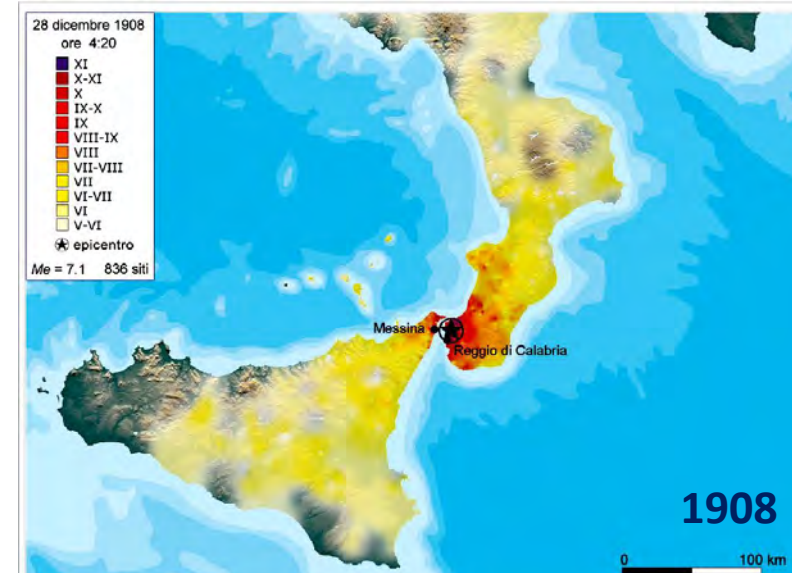 28 dicembre 1908
ore 4:20
XI
X-XI
X
IX-X
IX
VIII-IX
VIII
VII-VIII
VII
VI-VII
VI
V-VI
epicentro
Me = 7.1 836 siti
Messina
Reggio di Calabria
1908
0 100 km